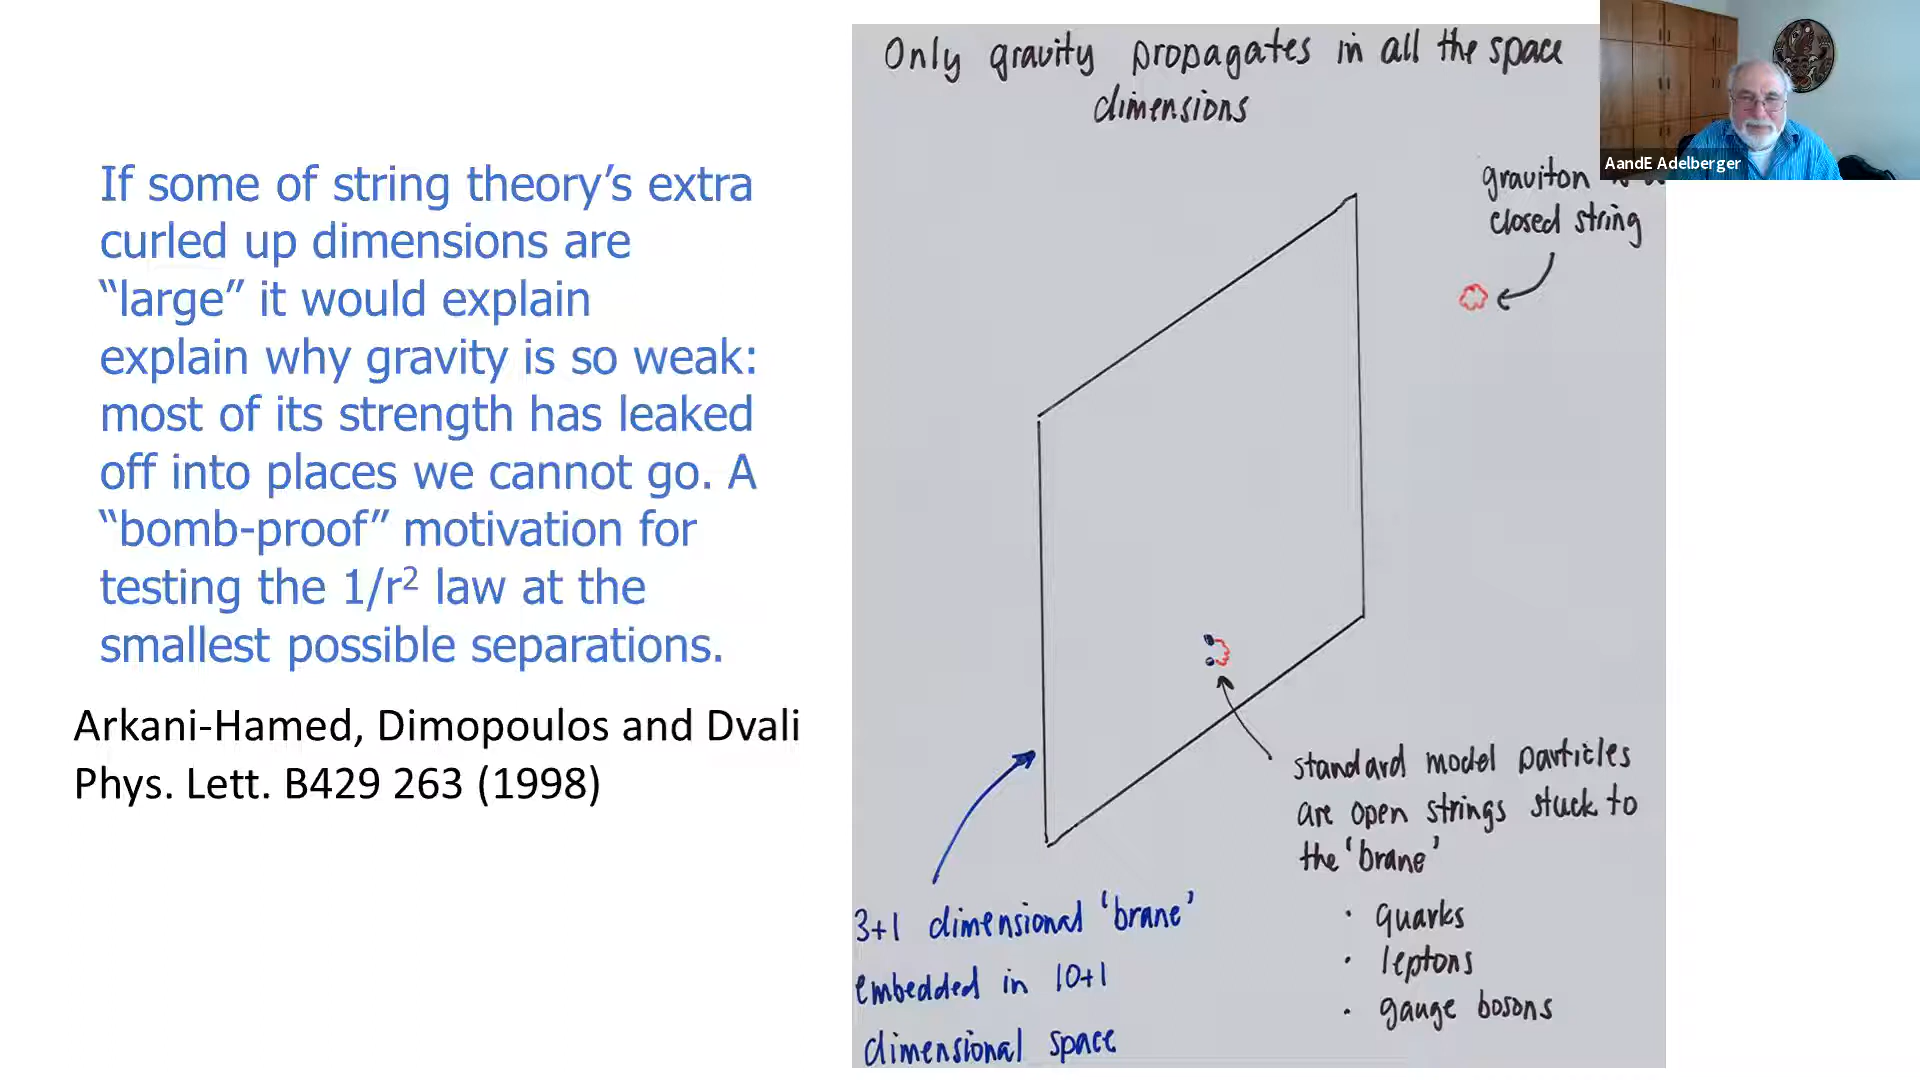 If some of string theory’s extra
curled up dimensions are
“large” it would explain
explain why gravity is so weak:
most of its strength has leaked
off into places we cannot go. A
“bomb-proof” motivation for
testing the 1/r² law at the
smallest possible separations.
Arkani-Hamed, Dimopoulos and Dvali
Phys. Lett. B429 263 (1998)
Only gravity propagates in all the space
dimensions
graviton
closed string
standard model particles
are open strings stuck to
the ‘brane’
· quarks
· leptons
· gauge bosons
3+1 dimensional ‘brane’
embedded in 10+1
dimensional space
AandE Adelberger